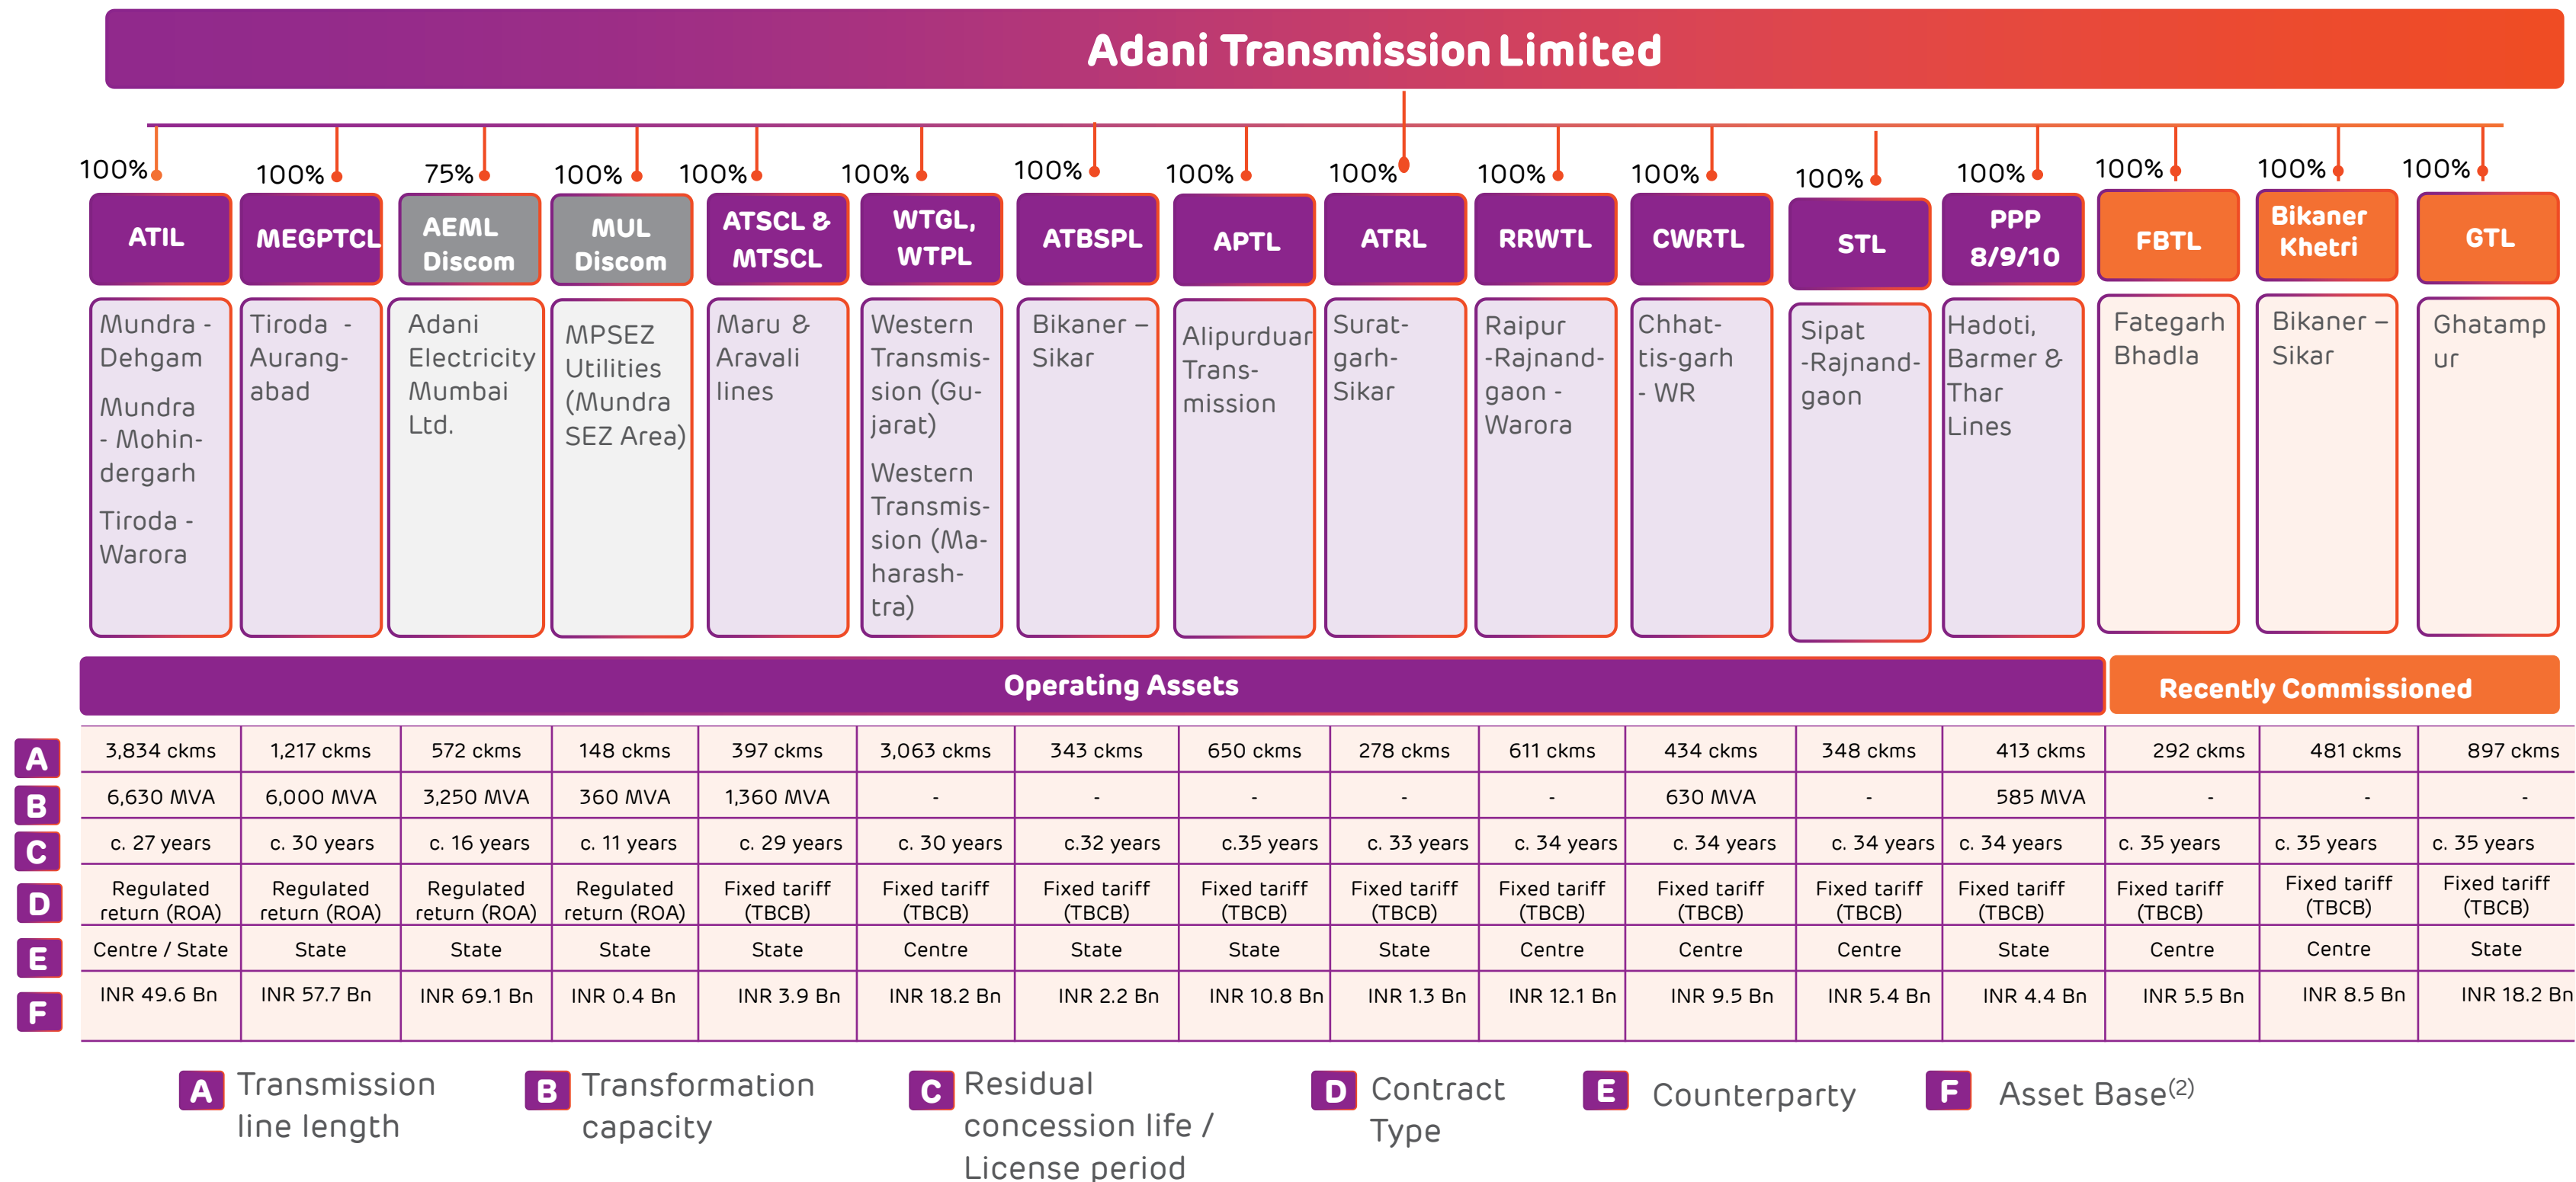 Adani Transmission Limited
100%
100%
75%
100%
100%
100%
100%
100%
100%
100%
100%
100%
100%
100%
100%
100%
ATIL
MEGPTCL
AEML
Discom
MUL
Discom
ATSCL &
MTSCL
WTGL,
WTPL
ATBSPL
APTL
ATRL
RRWTL
CWRTL
STL
PPP
8/9/10
FBTL
Bikaner
Khetri
GTL
Mundra -
Dehgam
Mundra
- Mohin-
dergarh
Tiroda -
Warora
Tiroda -
Aurang-
abad
Adani
Electricity
Mumbai
Ltd.
MPSEZ
Utilities
(Mundra
SEZ Area)
Maru &
Aravali
lines
Western
Transmis-
sion (Gu-
jarat)
Western
Transmis-
sion (Ma-
harash-
tra)
Bikaner –
Sikar
Alipurduar
Trans-
mission
Surat-
garh-
Sikar
Raipur
-Rajnand-
gaon -
Warora
Chhat-
tis-garh
- WR
Sipat
-Rajnand-
gaon
Hadoti,
Barmer &
Thar
Lines
Fategarh
Bhadla
Bikaner –
Sikar
Ghatamp
ur
Operating Assets
Recently Commissioned
A 3,834 ckms 1,217 ckms 572 ckms 148 ckms 397 ckms 3,063 ckms 343 ckms 650 ckms 278 ckms 611 ckms 434 ckms 348 ckms 413 ckms 292 ckms 481 ckms 897 ckms
B 6,630 MVA 6,000 MVA 3,250 MVA 360 MVA 1,360 MVA - - - - - 630 MVA - 585 MVA - - -
C c. 27 years c. 30 years c. 16 years c. 11 years c. 29 years c. 30 years c.32 years c.35 years c. 33 years c. 34 years c. 34 years c. 34 years c. 34 years c. 35 years c. 35 years c. 35 years
D Regulated Regulated Regulated Regulated Fixed tariff Fixed tariff Fixed tariff Fixed tariff Fixed tariff Fixed tariff Fixed tariff Fixed tariff Fixed tariff Fixed tariff Fixed tariff Fixed tariff
return (ROA) return (ROA) return (ROA) return (ROA) (TBCB) (TBCB) (TBCB) (TBCB) (TBCB) (TBCB) (TBCB) (TBCB) (TBCB) (TBCB) (TBCB) (TBCB)
E Centre / State State State State State Centre State State State Centre Centre Centre State Centre Centre State
F INR 49.6 Bn INR 57.7 Bn INR 69.1 Bn INR 0.4 Bn INR 3.9 Bn INR 18.2 Bn INR 2.2 Bn INR 10.8 Bn INR 1.3 Bn INR 12.1 Bn INR 9.5 Bn INR 5.4 Bn INR 4.4 Bn INR 5.5 Bn INR 8.5 Bn INR 18.2 Bn
A Transmission
line length
B Transformation
capacity
C Residual
concession life /
License period
D Contract
Type
E Counterparty
F Asset Base(2)